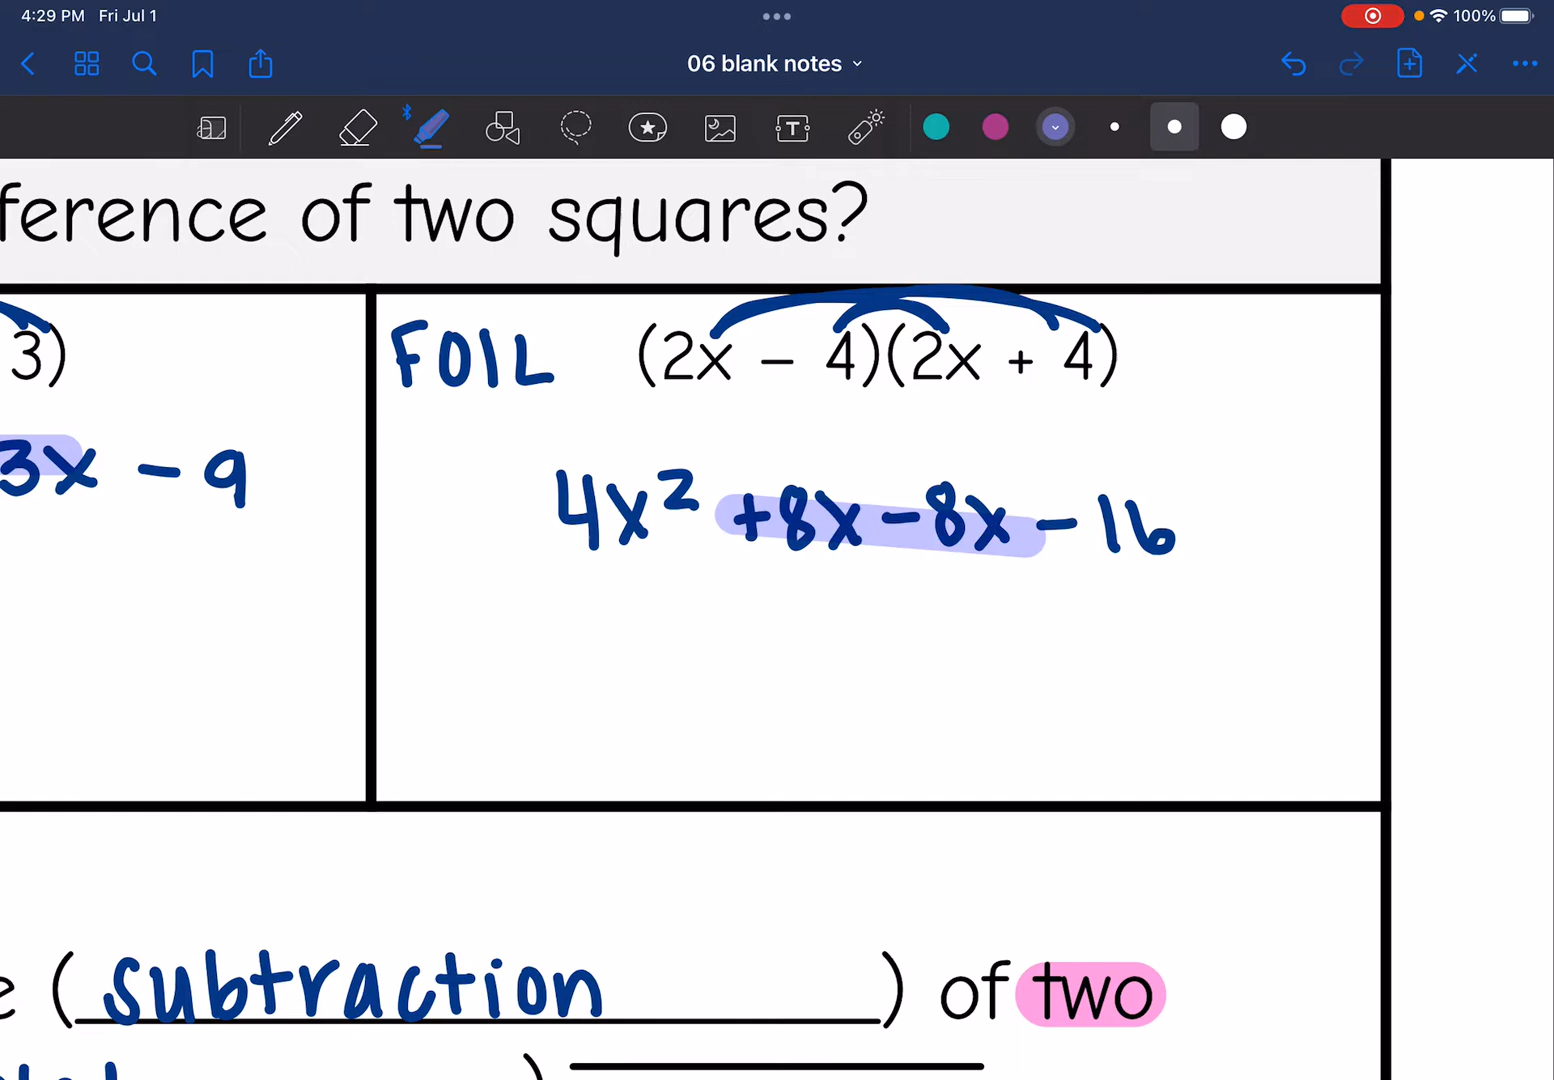 4:29 PM Fri Jul 1
100%
06 blank notes
T
ference of two squares?
3)
FOIL (2x − 4)(2x + 4)
3x − 9
4x² +8x −8x − 16
e (subtraction) of two
)